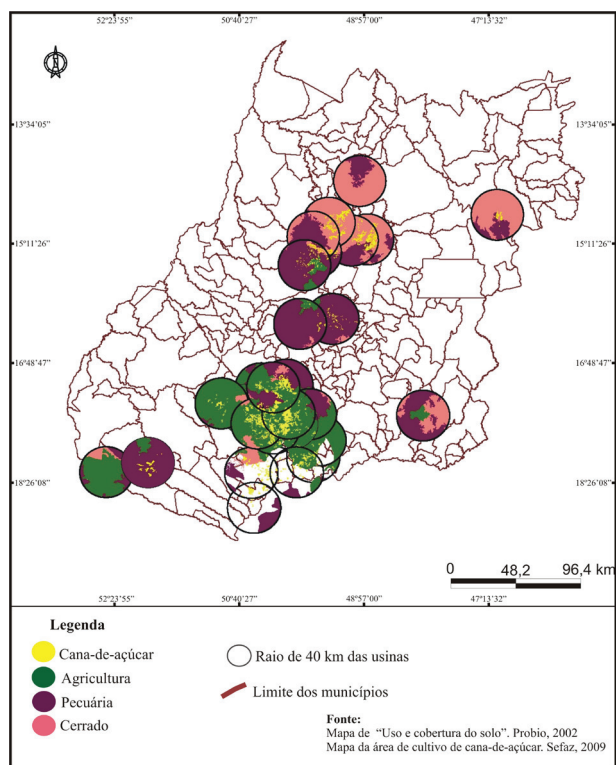 52°23'55" 50°40'27" 48°57'00" 47°13'32"
13°34'05" 13°34'05"
15°11'26" 15°11'26"
16°48'47" 16°48'47"
18°26'08" 18°26'08"
0 48,2 96,4 km
52°23'55" 50°40'27" 48°57'00" 47°13'32"
Legenda
Cana-de-açúcar
Agricultura
Pecuária
Cerrado
Raio de 40 km das usinas
Limite dos municípios
Fonte:
Mapa de “Uso e cobertura do solo”. Probio, 2002
Mapa da área de cultivo de cana-de-açúcar. Sefaz, 2009